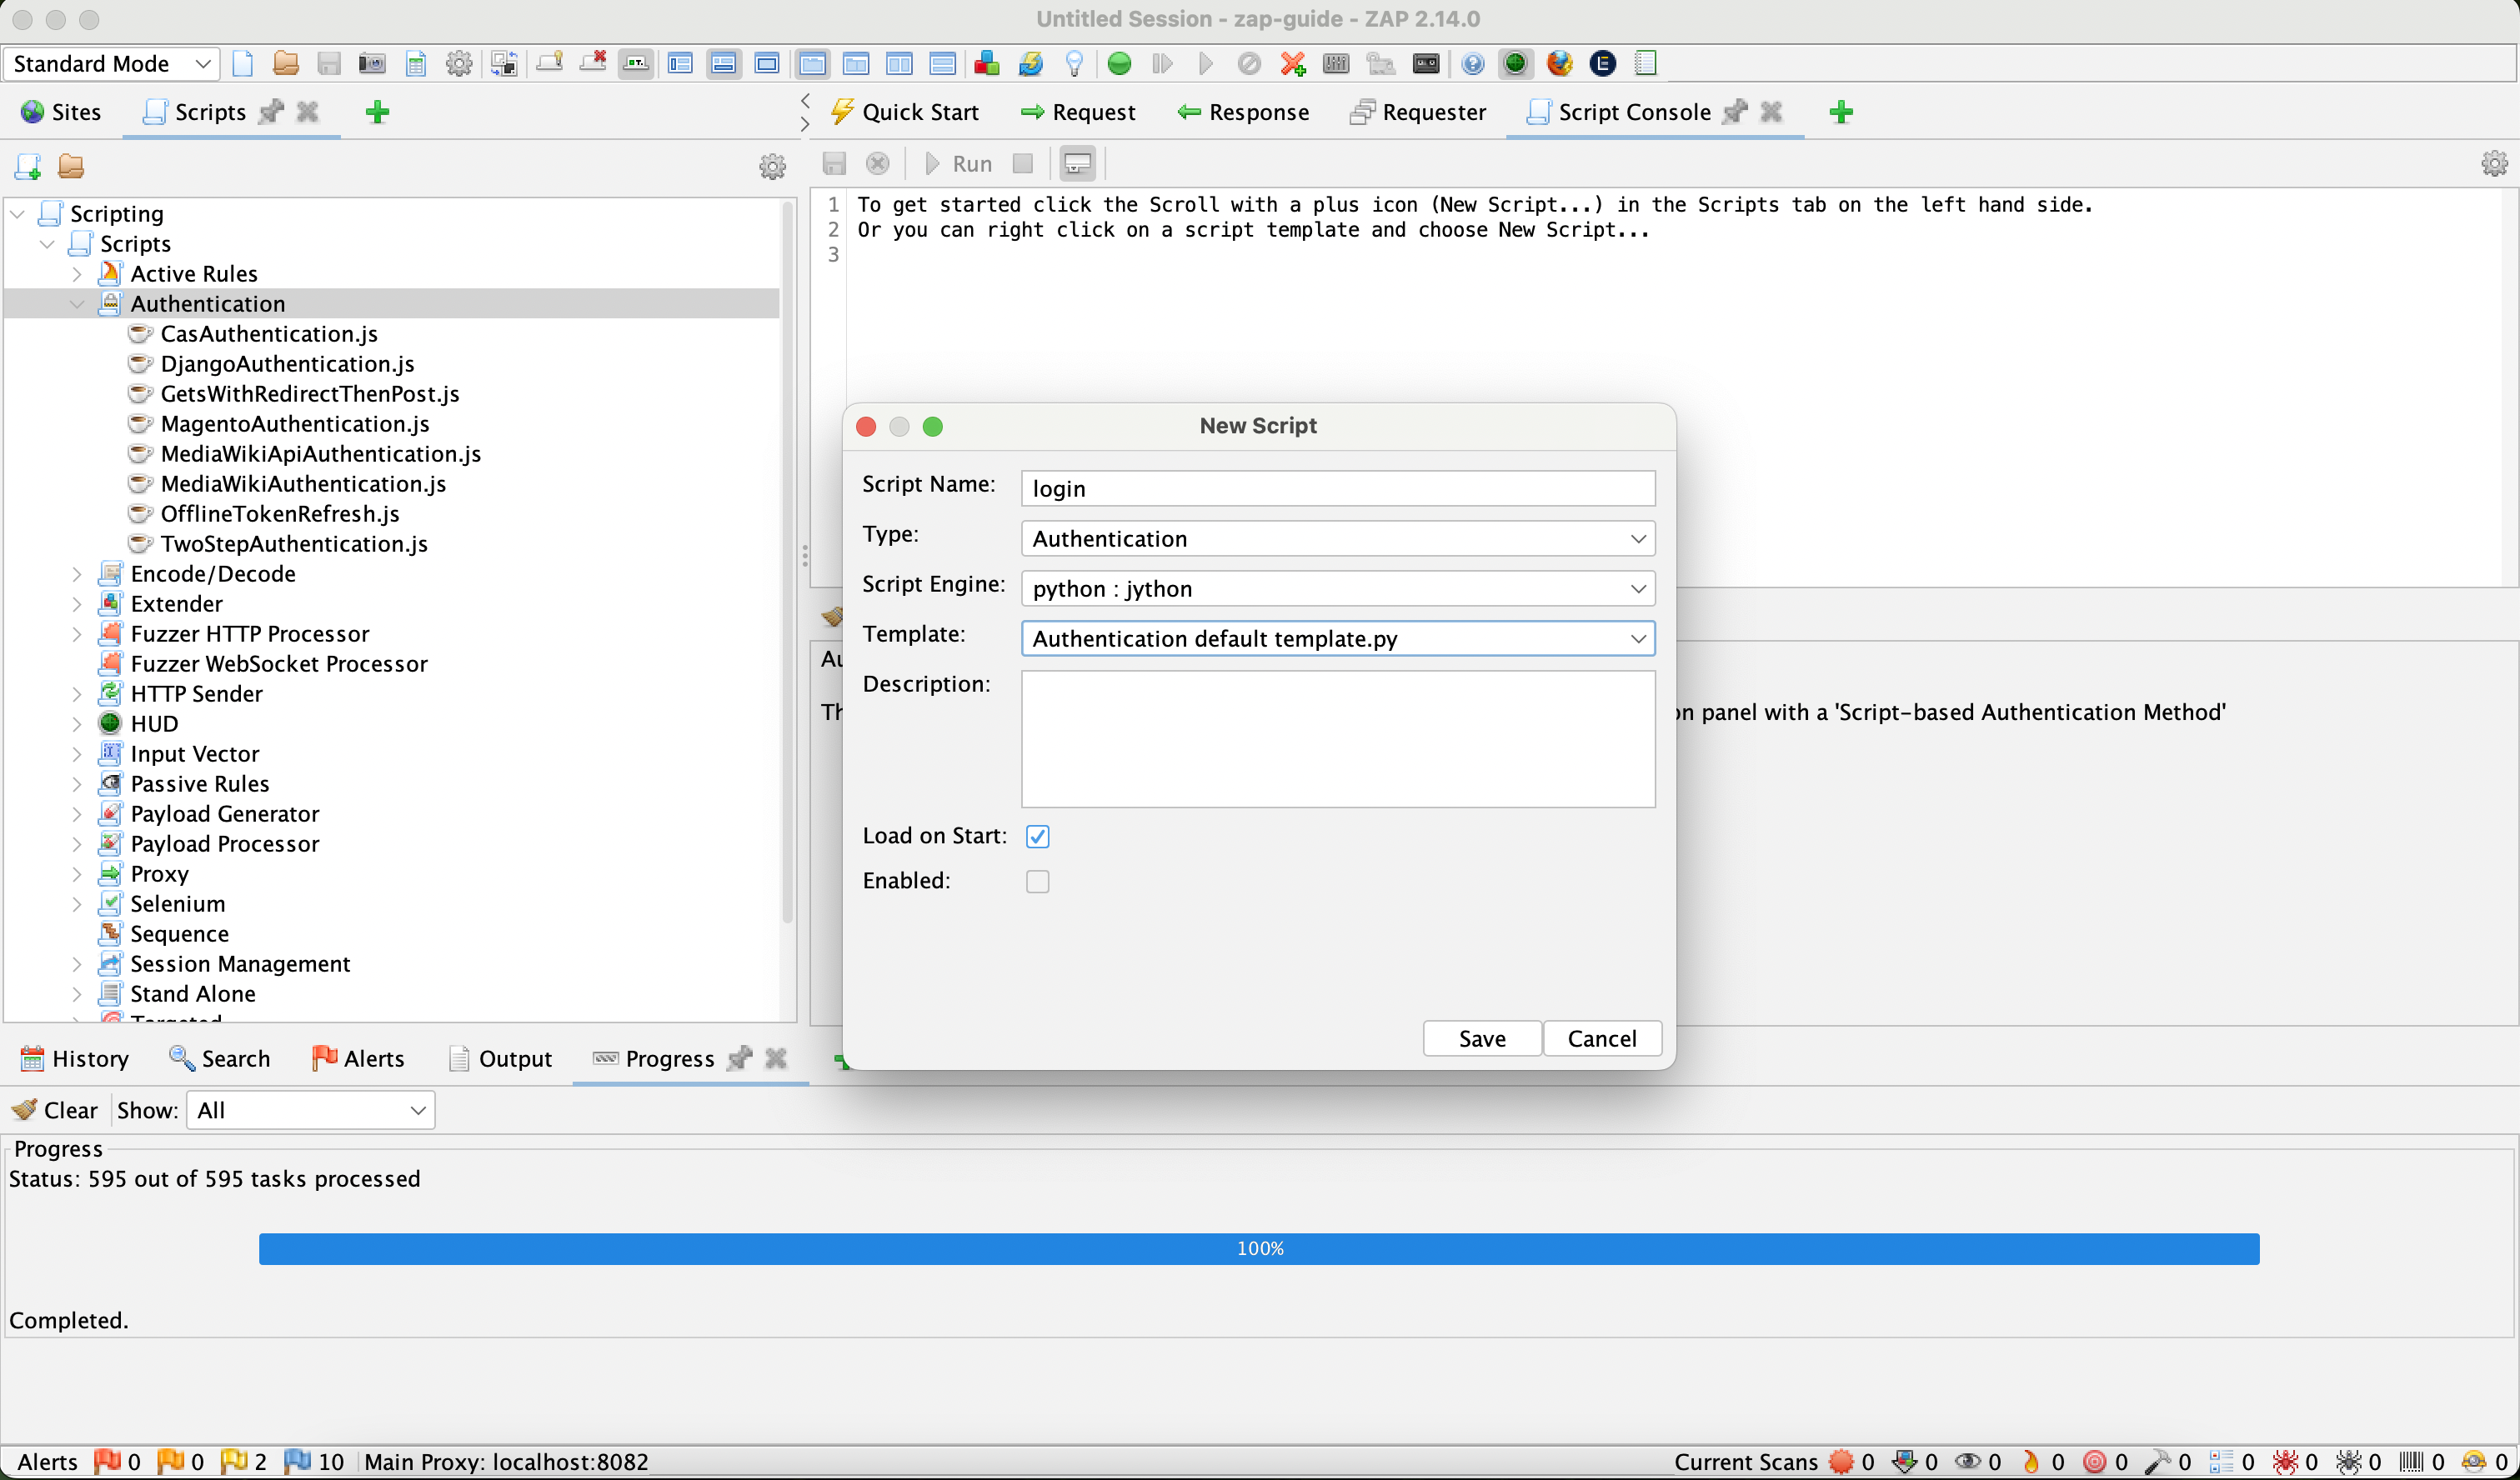 Untitled Session - zap-guide - ZAP 2.14.0
Standard Mode
Sites Scripts
Quick Start Request Response Requester Script Console
Run
Scripting
Scripts
Active Rules
Authentication
CasAuthentication.js
DjangoAuthentication.js
GetsWithRedirectThenPost.js
MagentoAuthentication.js
MediaWikiApiAuthentication.js
MediaWikiAuthentication.js
OfflineTokenRefresh.js
TwoStepAuthentication.js
Encode/Decode
Extender
Fuzzer HTTP Processor
Fuzzer WebSocket Processor
HTTP Sender
HUD
Input Vector
Passive Rules
Payload Generator
Payload Processor
Proxy
Selenium
Sequence
Session Management
Stand Alone
Targeted
1 To get started click the Scroll with a plus icon (New Script...) in the Scripts tab on the left hand side.
2 Or you can right click on a script template and choose New Script...
3
on panel with a 'Script-based Authentication Method'
New Script
Script Name: login
Type: Authentication
Script Engine: python : jython
Template: Authentication default template.py
Description:
Load on Start:
Enabled:
Save Cancel
History Search Alerts Output Progress
Clear Show: All
Progress
Status: 595 out of 595 tasks processed
100%
Completed.
Alerts 0 0 2 10 Main Proxy: localhost:8082
Current Scans 0 0 0 0 0 0 0 0 0 0 0